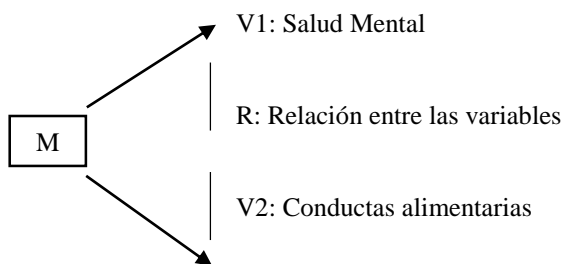 V1: Salud Mental
R: Relación entre las variables
M
V2: Conductas alimentarias